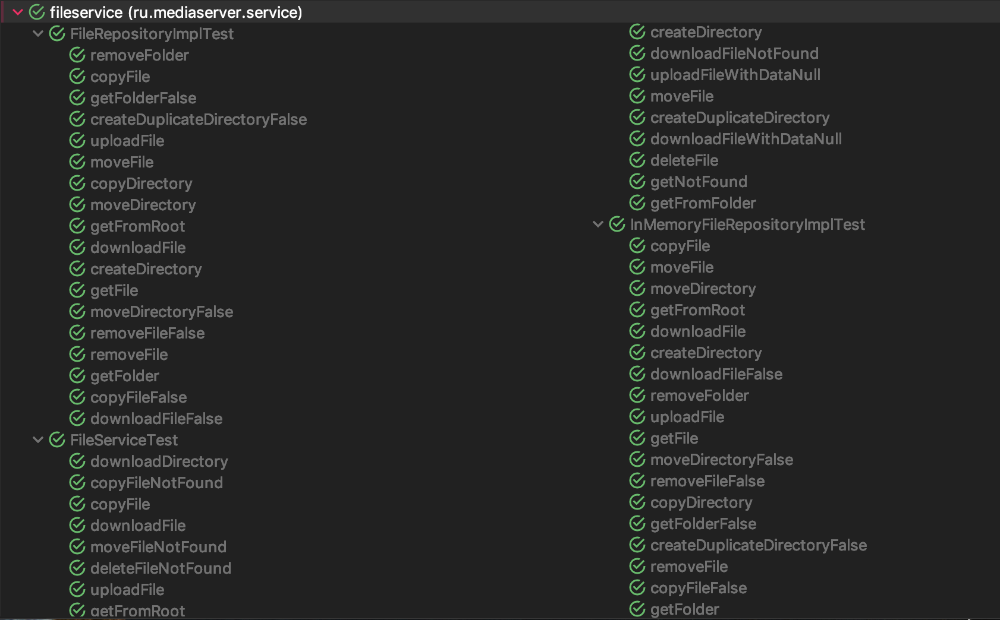 fileservice (ru.mediaserver.service)
FileRepositoryImplTest
removeFolder
copyFile
getFolderFalse
createDuplicateDirectoryFalse
uploadFile
moveFile
copyDirectory
moveDirectory
getFromRoot
downloadFile
createDirectory
getFile
moveDirectoryFalse
removeFileFalse
removeFile
getFolder
copyFileFalse
downloadFileFalse
FileServiceTest
downloadDirectory
copyFileNotFound
copyFile
downloadFile
moveFileNotFound
deleteFileNotFound
uploadFile
getFromRoot
createDirectory
downloadFileNotFound
uploadFileWithDataNull
moveFile
createDuplicateDirectory
downloadFileWithDataNull
deleteFile
getNotFound
getFromFolder
InMemoryFileRepositoryImplTest
copyFile
moveFile
moveDirectory
getFromRoot
downloadFile
createDirectory
downloadFileFalse
removeFolder
uploadFile
getFile
moveDirectoryFalse
removeFileFalse
copyDirectory
getFolderFalse
createDuplicateDirectoryFalse
removeFile
copyFileFalse
getFolder